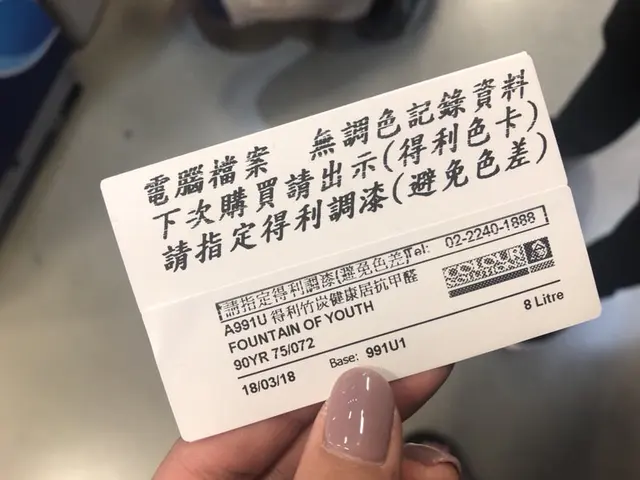 電腦檔案 無調色記錄資料
下次購買請出示(得利色卡)
請指定得利調漆(避免色差)
請指定得利調漆(避免色差)Tel: 02-2240-1888
A991U 得利竹炭健康居抗甲醛
FOUNTAIN OF YOUTH
90YR 75/072 8 Litre
18/03/18 Base: 991U1